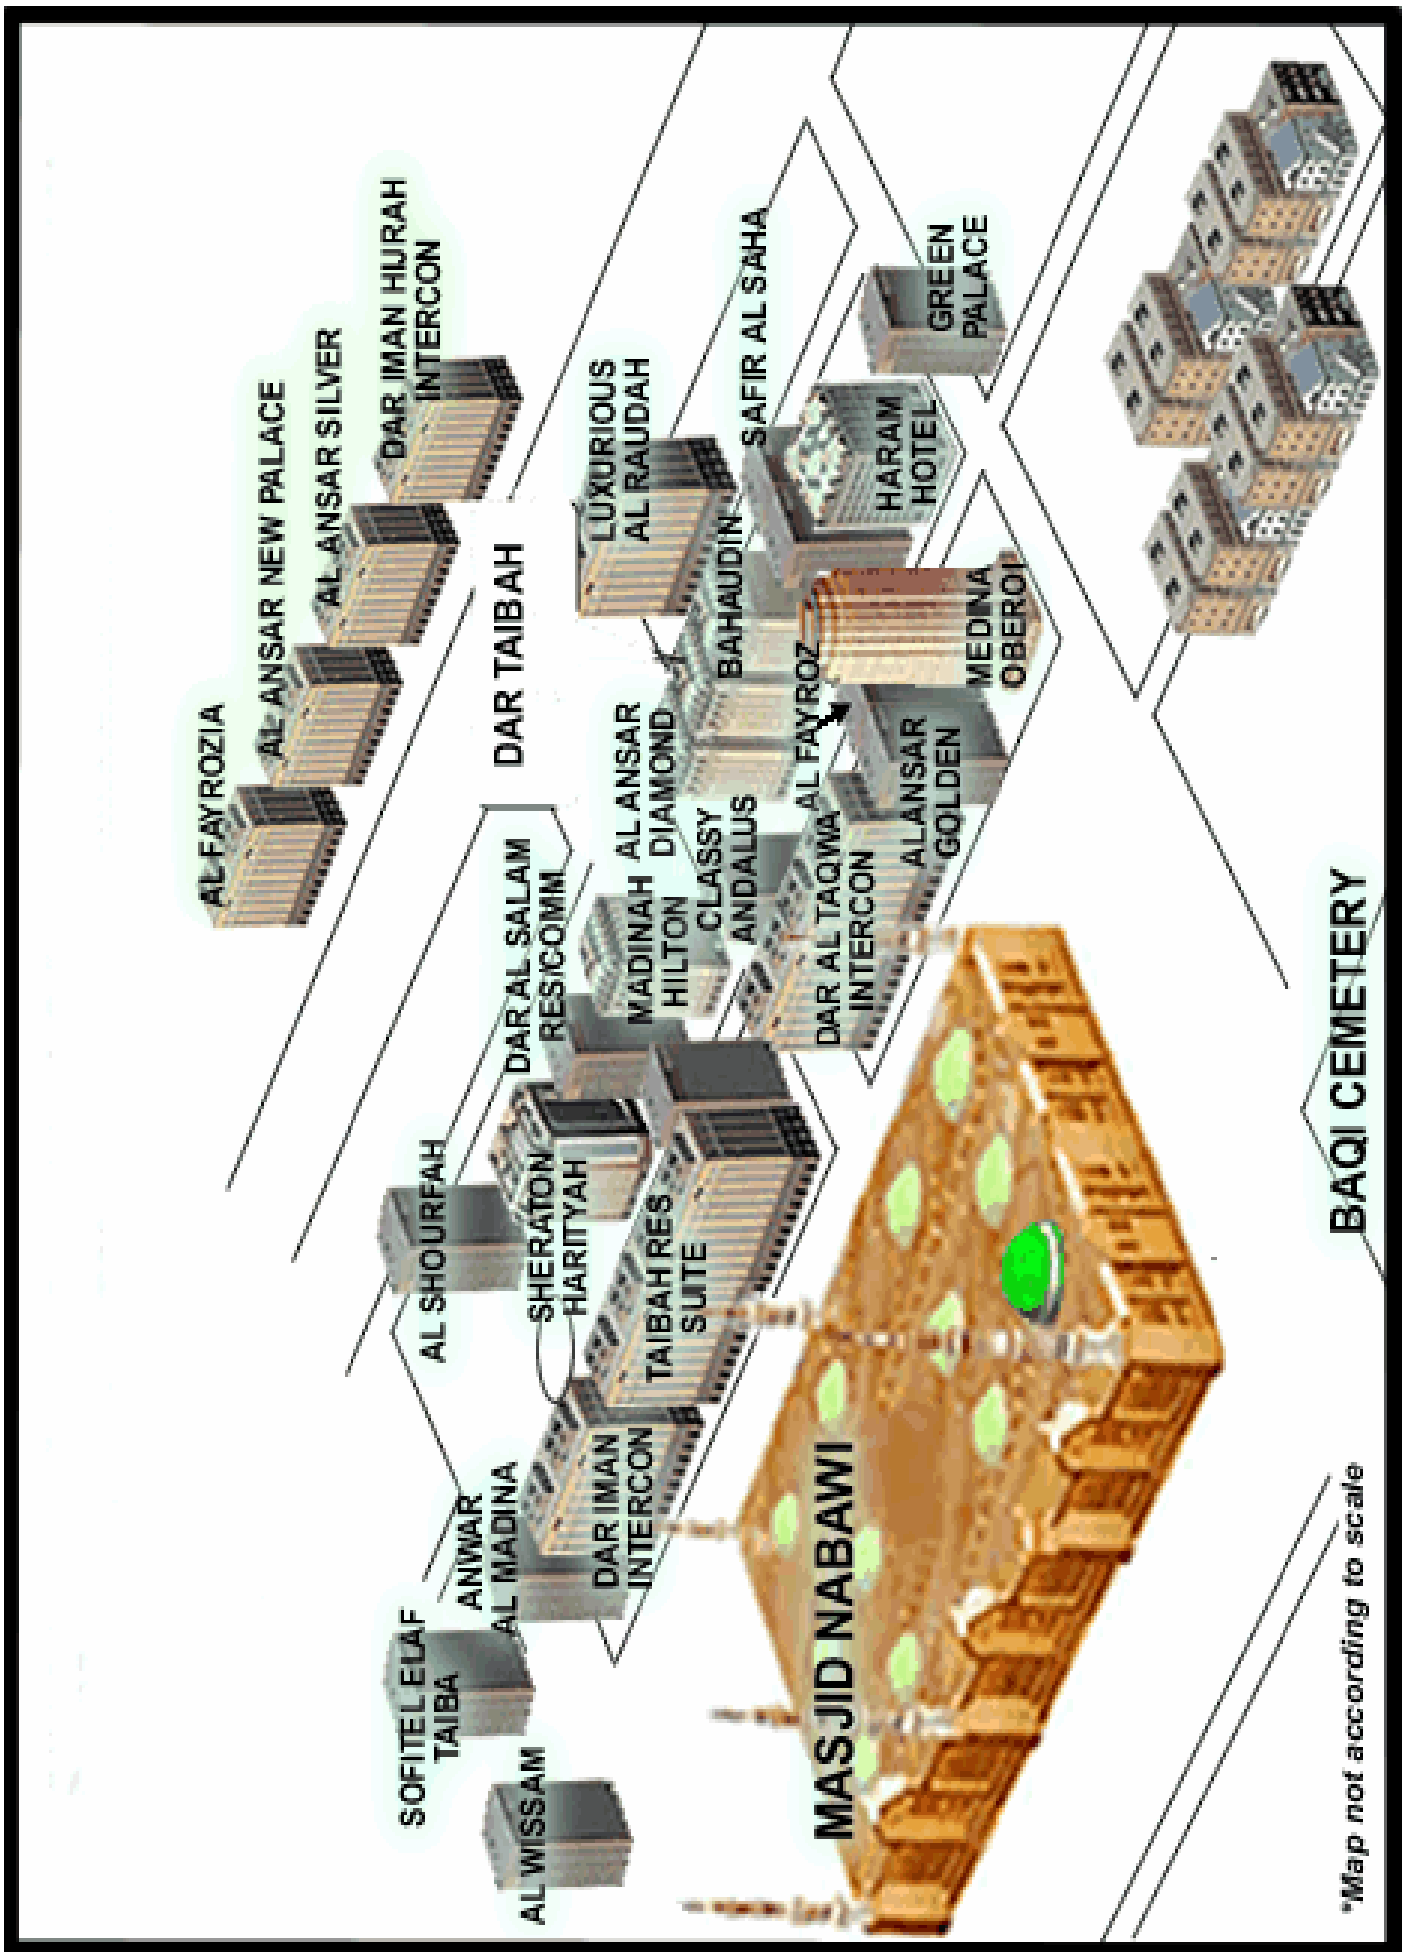 AL FAYROZIA
AL ANSAR NEW PALACE
AL ANSAR SILVER
DAR IMAN HIJRAH
INTERCON
DAR TAIBAH
LUXURIOUS
AL RAUDAH
SAFIR AL SAHA
GREEN
PALACE
HARAM
HOTEL
BAHAUDIN
MEDINA
OBEROI
AL FAYROZ
AL ANSAR
DIAMOND
ALANSAR
GOLDEN
CLASSY
ANDALUS
DAR AL TAQWA
INTERCON
MADINAH
HILTON
DAR AL SALAM
RESICOMM
AL SHOURFAH
SHERATON
HARITYAH
TAIBAH RES
SUITE
DAR IMAN
INTERCON
ANWAR
AL MADINA
SOFITEL ELAF
TAIBA
AL WISSAM
MASJID NABAWI
BAQI CEMETERY
*Map not according to scale